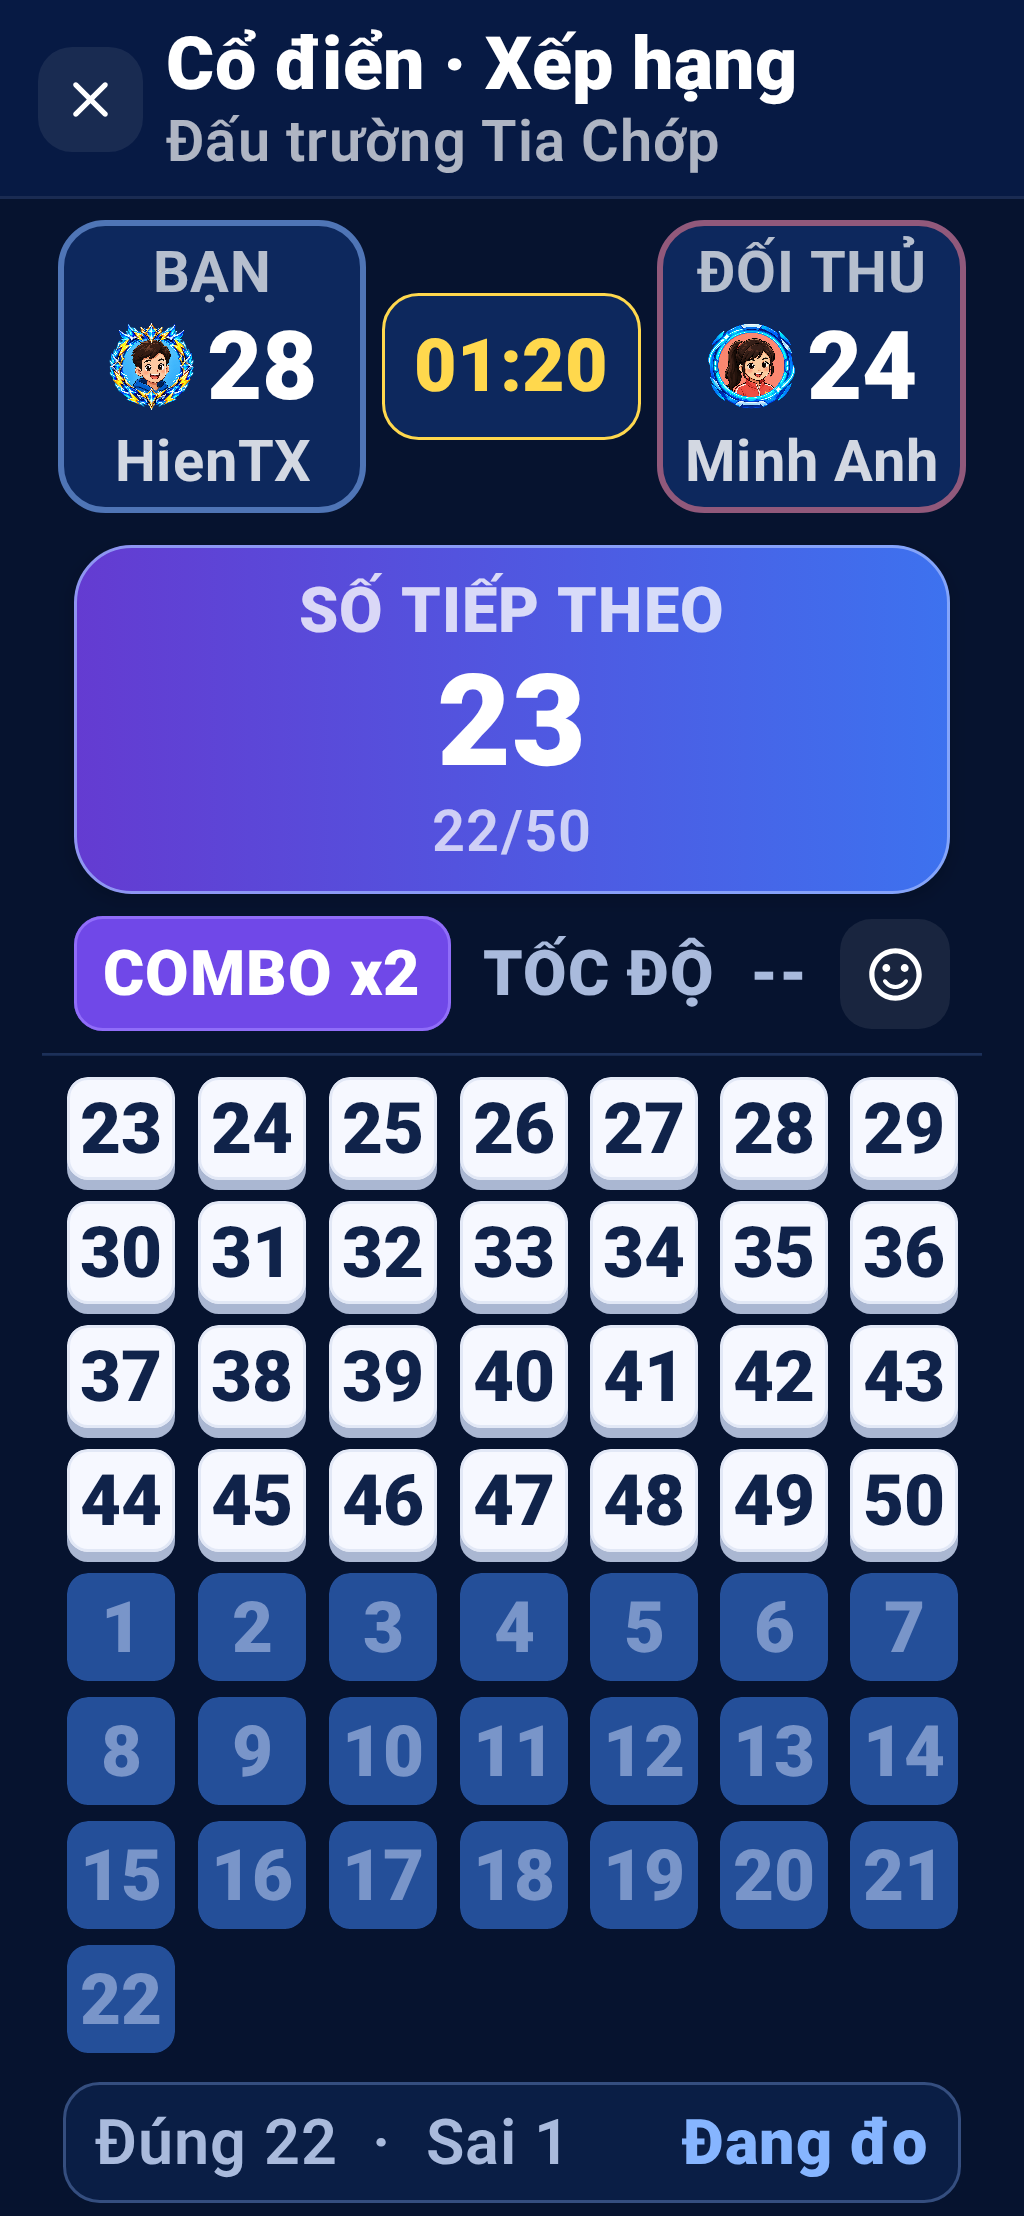 Cổ điển · Xếp hạng
Đấu trường Tia Chớp
BẠN
28
HienTX
01:20
ĐỐI THỦ
24
Minh Anh
SỐ TIẾP THEO
23
22/50
COMBO x2 TỐC ĐỘ --
23 24 25 26 27 28 29
30 31 32 33 34 35 36
37 38 39 40 41 42 43
44 45 46 47 48 49 50
1 2 3 4 5 6 7
8 9 10 11 12 13 14
15 16 17 18 19 20 21
22
Đúng 22 · Sai 1 Đang đo